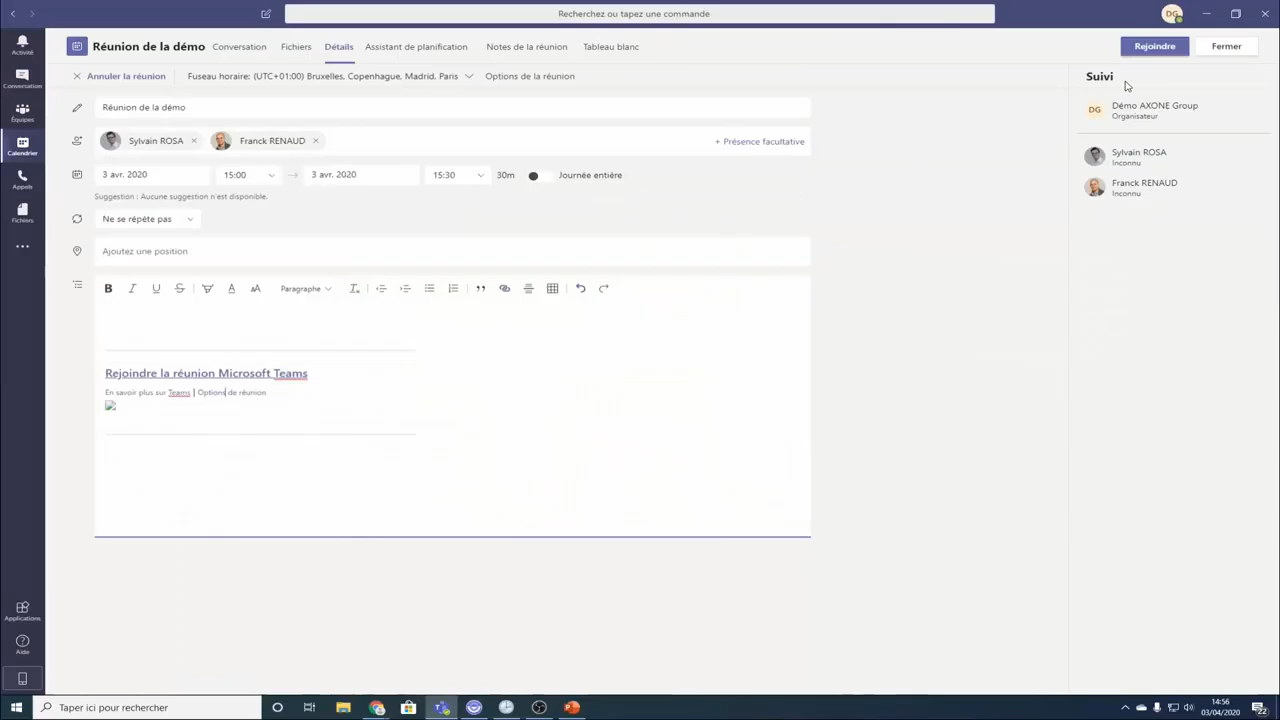 Recherchez ou tapez une commande
DG
Activité
Conversation
Équipes
Calendrier
Appels
Fichiers
Applications
Aide
Réunion de la démo
Conversation
Fichiers
Détails
Assistant de planification
Notes de la réunion
Tableau blanc
Rejoindre
Fermer
Annuler la réunion
Fuseau horaire: (UTC+01:00) Bruxelles, Copenhague, Madrid, Paris
Options de la réunion
Réunion de la démo
Sylvain ROSA
Franck RENAUD
+ Présence facultative
3 avr. 2020
15:00
3 avr. 2020
15:30
30m
Journée entière
Suggestion : Aucune suggestion n'est disponible.
Ne se répète pas
Ajoutez une position
B I U S A AA Paragraphe
Rejoindre la réunion Microsoft Teams
En savoir plus sur Teams | Options de réunion
Suivi
DG
Démo AXONE Group
Organisateur
Sylvain ROSA
Inconnu
Franck RENAUD
Inconnu
Taper ici pour rechercher
14:56
03/04/2020
22